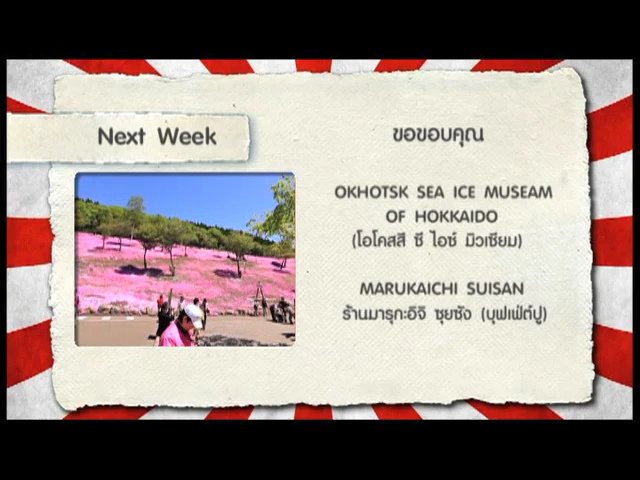 Next Week
ขอขอบคุณ
OKHOTSK SEA ICE MUSEAM
OF HOKKAIDO
(โอโคสสึ ซี ไอซ์ มิวเซียม)
MARUKAICHI SUISAN
ร้านมารุกะอิจิ ซุยซัง (บุฟเฟ่ต์ปู)